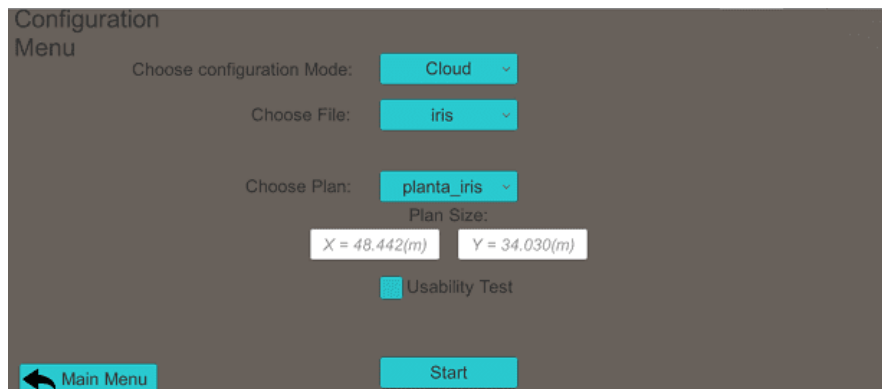 Configuration
Menu
Choose configuration Mode: Cloud
Choose File: iris
Choose Plan: planta_iris
Plan Size:
X = 48.442(m) Y = 34.030(m)
Usability Test
Main Menu Start